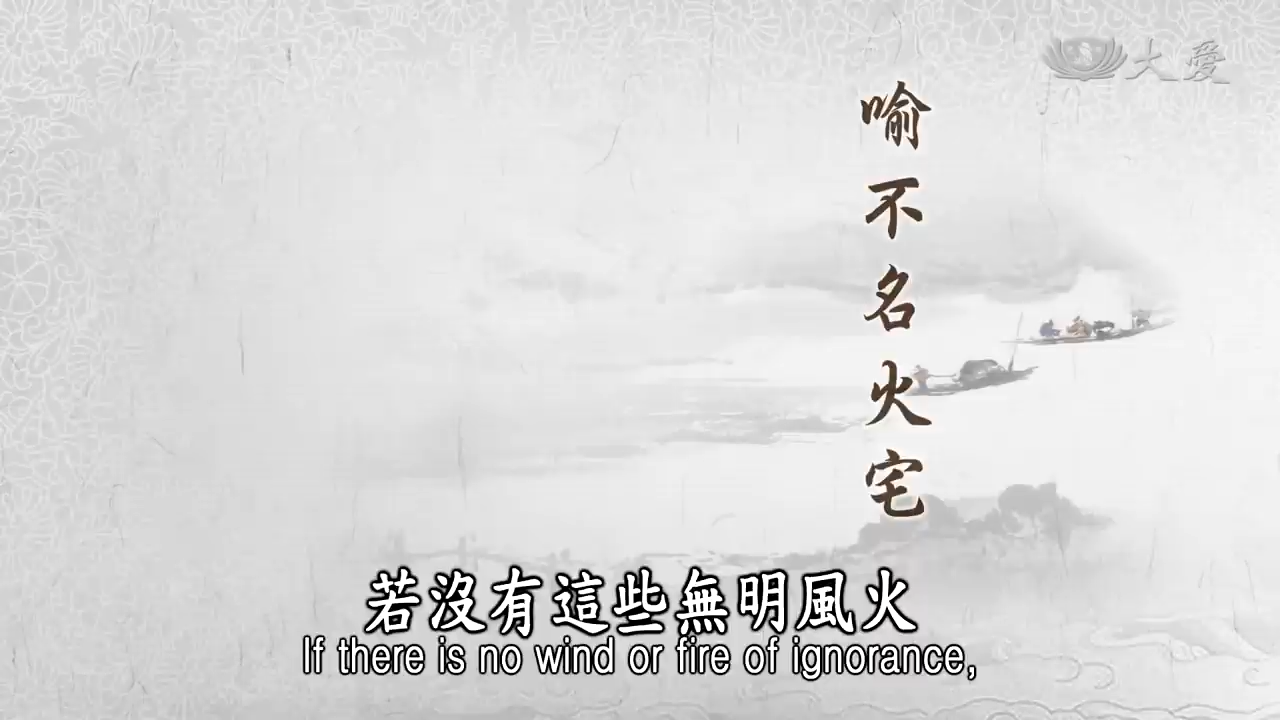 大愛
喻不名火宅
若沒有這些無明風火
If there is no wind or fire of ignorance,